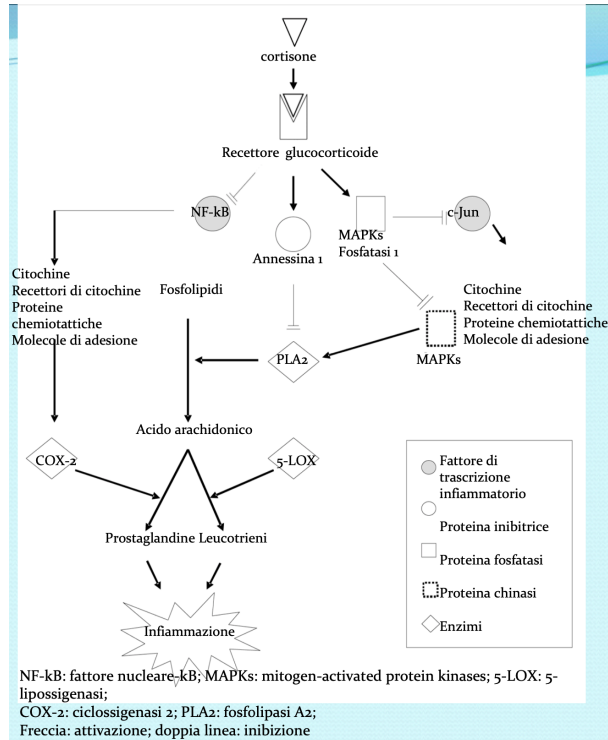 cortisone
Recettore glucocorticoide
NF-kB
c-Jun
MAPKs
Fosfatasi 1
Annessina 1
Citochine
Recettori di citochine
Proteine
chemiotattiche
Molecole di adesione
Fosfolipidi
Citochine
Recettori di citochine
Proteine chemiotattiche
Molecole di adesione
PLA2
MAPKs
Acido arachidonico
COX-2
5-LOX
Prostaglandine Leucotrieni
Infiammazione
Fattore di
trascrizione
infiammatorio
Proteina inibitrice
Proteina fosfatasi
Proteina chinasi
Enzimi
NF-kB: fattore nucleare-kB; MAPKs: mitogen-activated protein kinases; 5-LOX: 5-
lipossigenasi;
COX-2: ciclossigenasi 2; PLA2: fosfolipasi A2;
Freccia: attivazione; doppia linea: inibizione